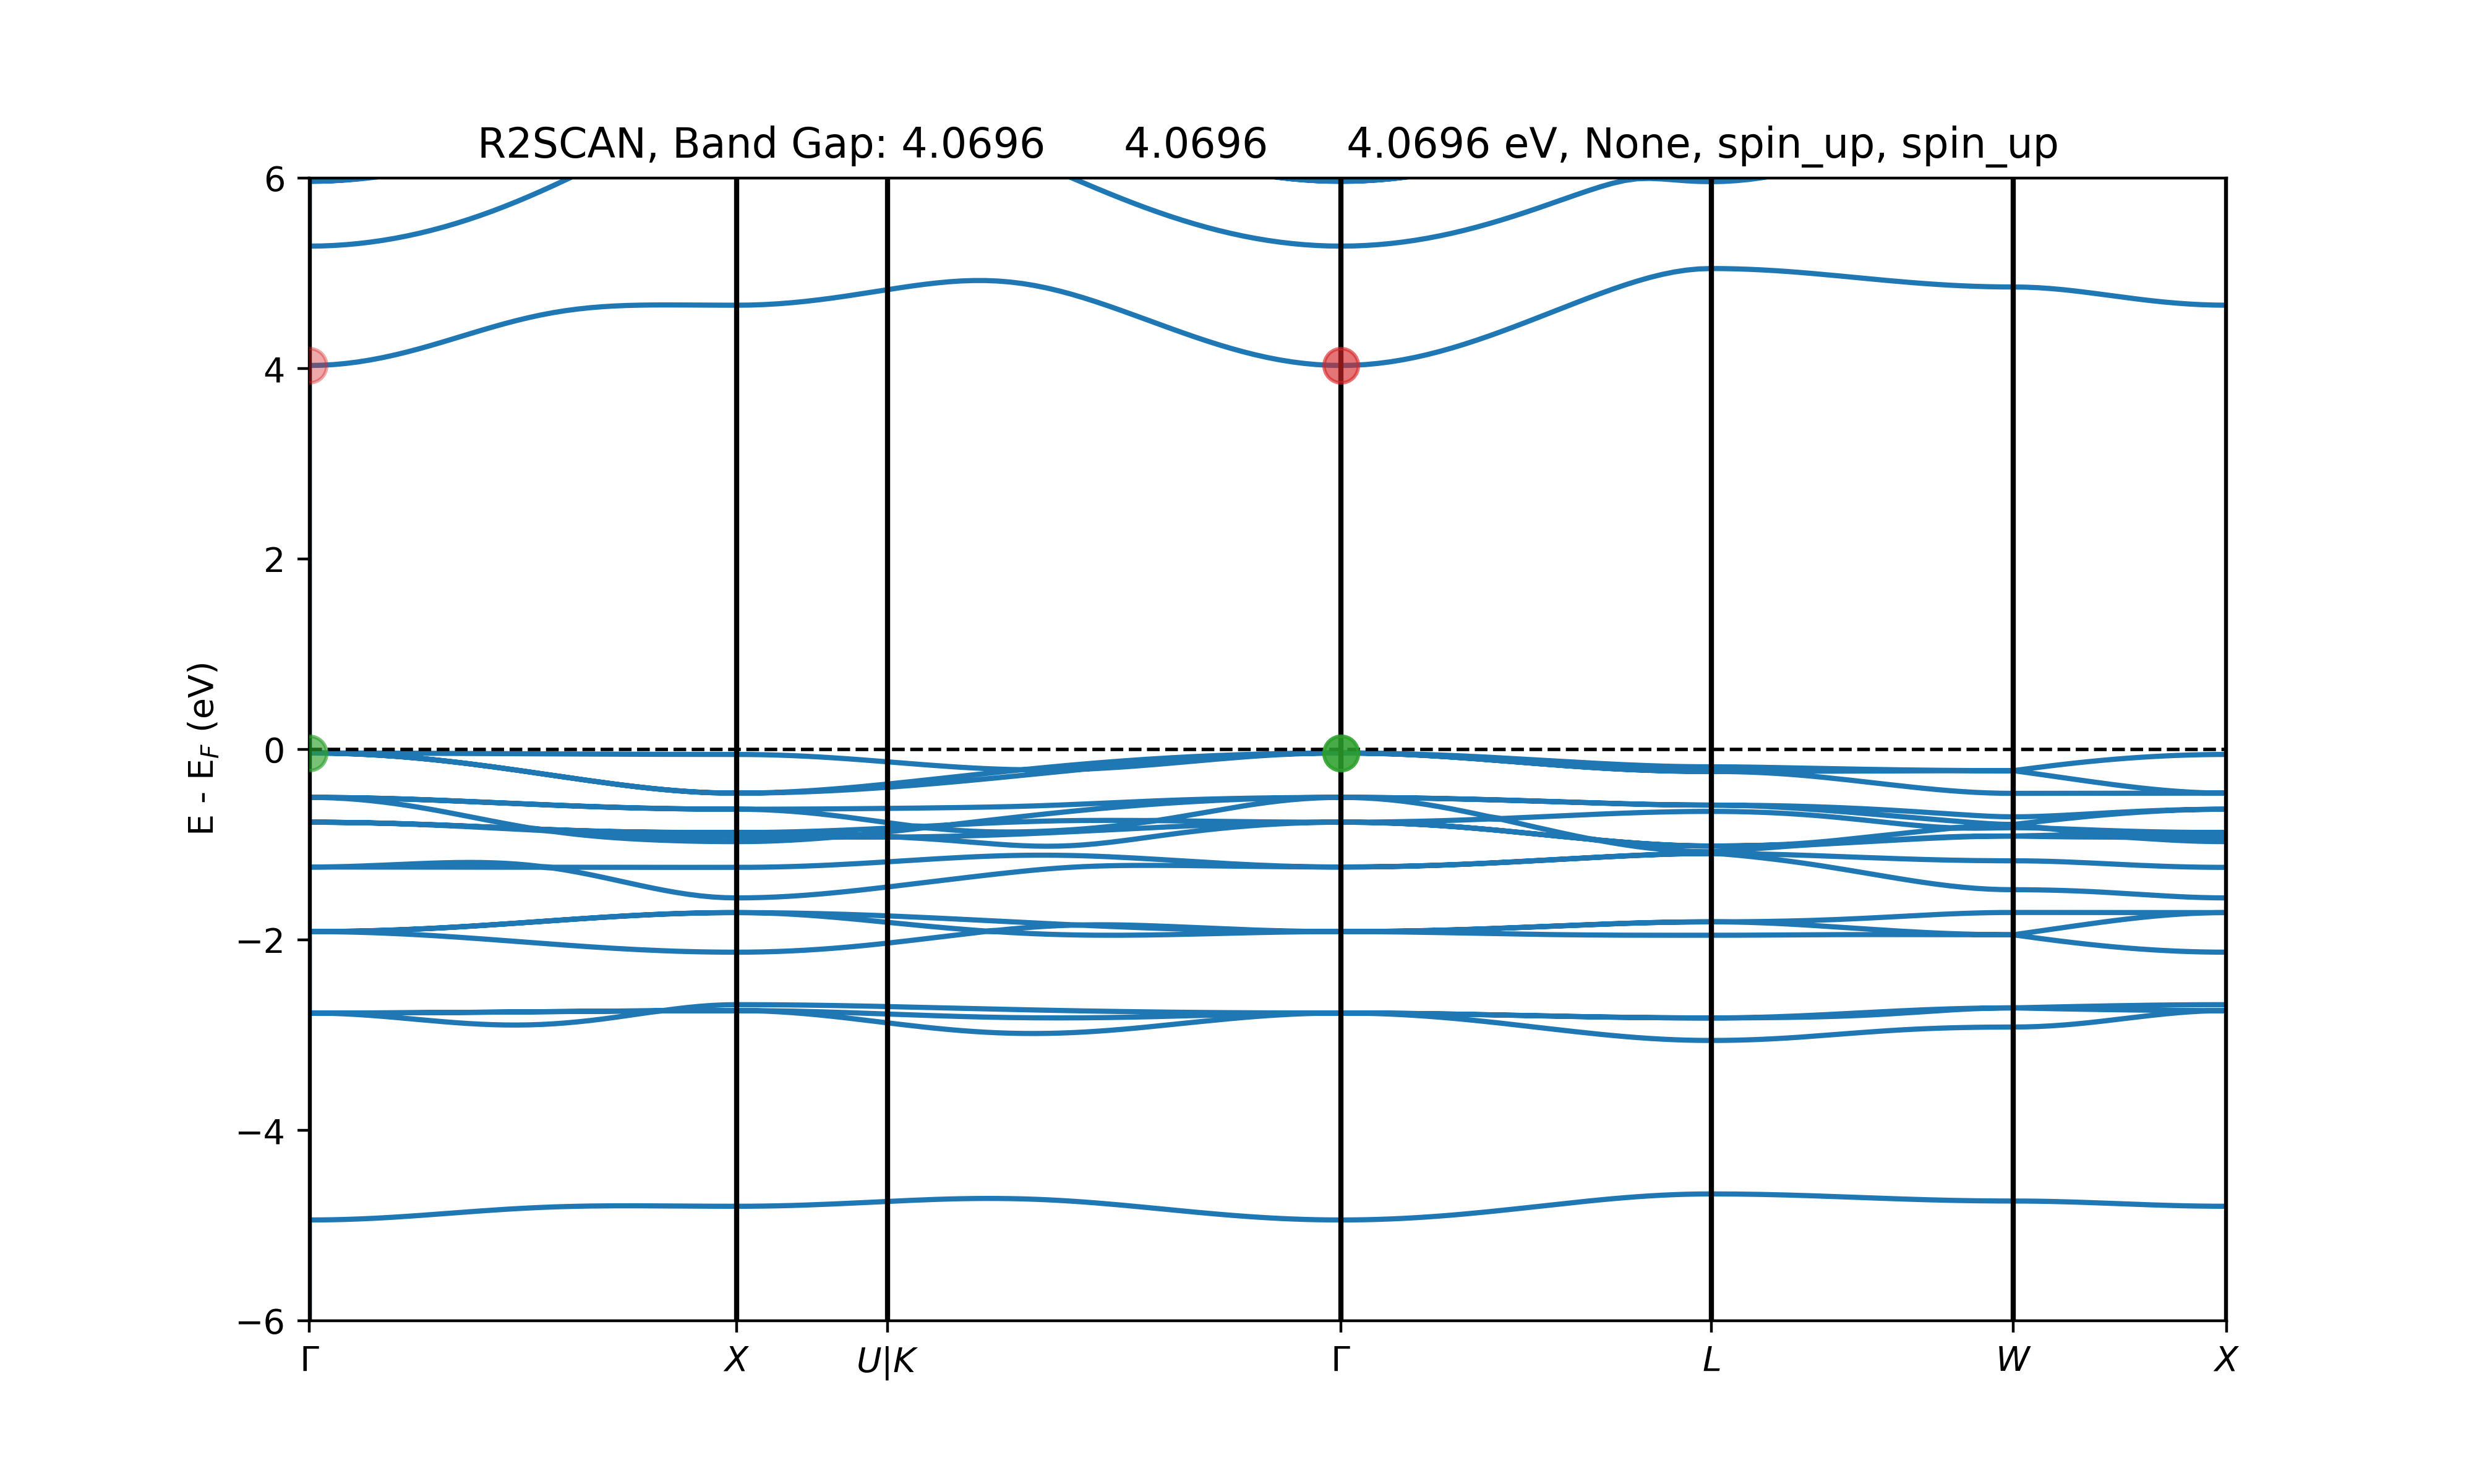 R2SCAN, Band Gap: 4.0696 4.0696 4.0696 eV, None, spin_up, spin_up
E - E_F (eV)
6
4
2
0
−2
−4
−6
Γ X U|K Γ L W X